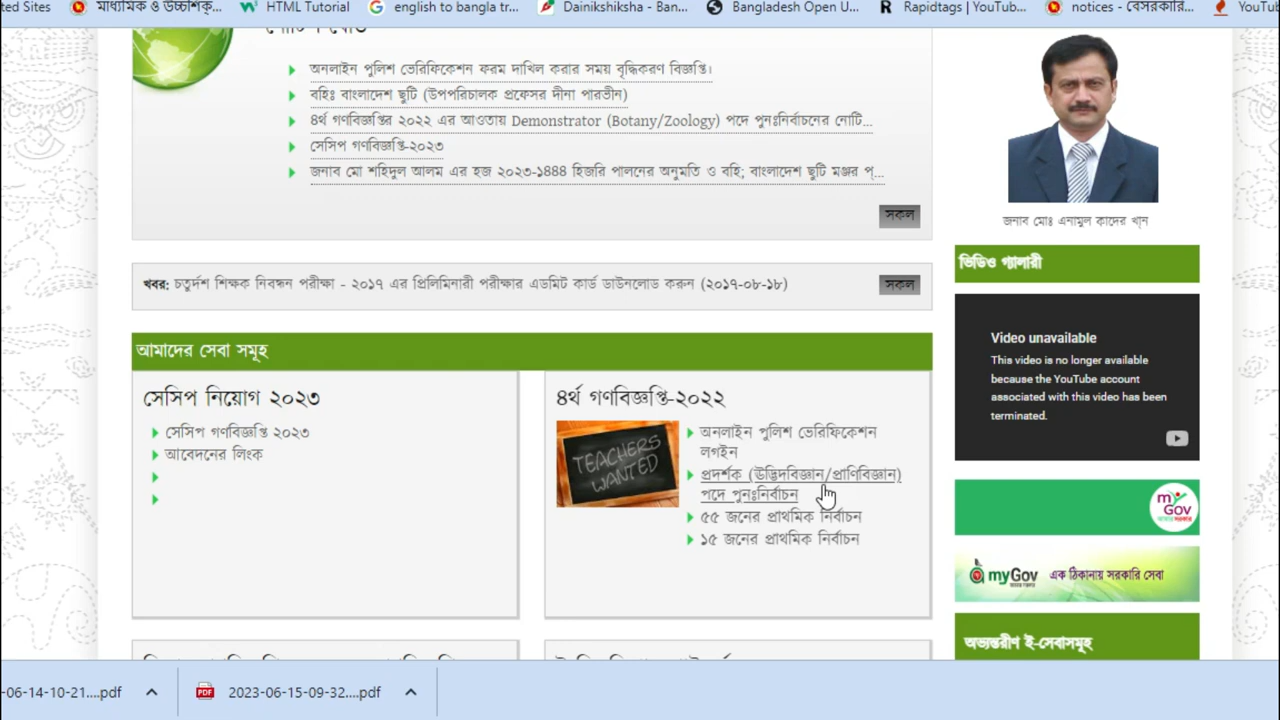 ted Sites
মাধ্যমিক ও উচ্চশিক্...
HTML Tutorial
english to bangla tr...
Dainikshiksha - Ban...
Bangladesh Open U...
Rapidtags | YouTub...
notices - বেসরকারি...
YouTu
অনলাইন পুলিশ ভেরিফিকেশন ফরম দাখিল করার সময় বৃদ্ধিকরণ বিজ্ঞপ্তি।
বহিঃ বাংলাদেশ ছুটি (উপপরিচালক প্রফেসর দীনা পারভীন)
৪র্থ গণবিজ্ঞপ্তির ২০২২ এর আওতায় Demonstrator (Botany/Zoology) পদে পুনঃনির্বাচনের নোটি...
সেসিপ গণবিজ্ঞপ্তি-২০২৩
জনাব মো শহিদুল আলম এর হজ ২০২৩-১৪৪৪ হিজরি পালনের অনুমতি ও বহি; বাংলাদেশ ছুটি মঞ্জুর প্...
সকল
জনাব মোঃ এনামুল কাদের খান
খবর: চতুর্দশ শিক্ষক নিবন্ধন পরীক্ষা - ২০১৭ এর প্রিলিমিনারী পরীক্ষার এডমিট কার্ড ডাউনলোড করুন (২০১৭-০৮-১৮)
সকল
ভিডিও গ্যালারী
Video unavailable
This video is no longer available
because the YouTube account
associated with this video has been
terminated.
আমাদের সেবা সমূহ
সেসিপ নিয়োগ ২০২৩
সেসিপ গণবিজ্ঞপ্তি ২০২৩
আবেদনের লিংক
৪র্থ গণবিজ্ঞপ্তি-২০২২
TEACHERS
WANTED
অনলাইন পুলিশ ভেরিফিকেশন
লগইন
প্রদর্শক (উদ্ভিদবিজ্ঞান/প্রাণিবিজ্ঞান)
পদে পুনঃনির্বাচন
৫৫ জনের প্রাথমিক নির্বাচন
১৫ জনের প্রাথমিক নির্বাচন
my
Gov
myGov এক ঠিকানায় সরকারি সেবা
অভ্যন্তরীণ ই-সেবাসমূহ
-06-14-10-21....pdf
PDF 2023-06-15-09-32....pdf